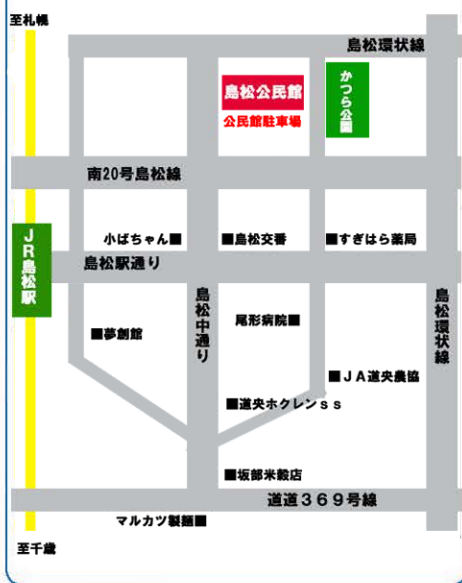 至札幌
島松環状線
島松公民館
公民館駐車場
かつら公園
南20号島松線
小ばちゃん■
■島松交番
■すぎはら薬局
JR島松駅
島松駅通り
島松中通り
島松環状線
■夢創館
尾形病院■
■JA道央農協
■道央ホクレンss
■坂部米穀店
道道369号線
マルカツ製麺■
至千歳